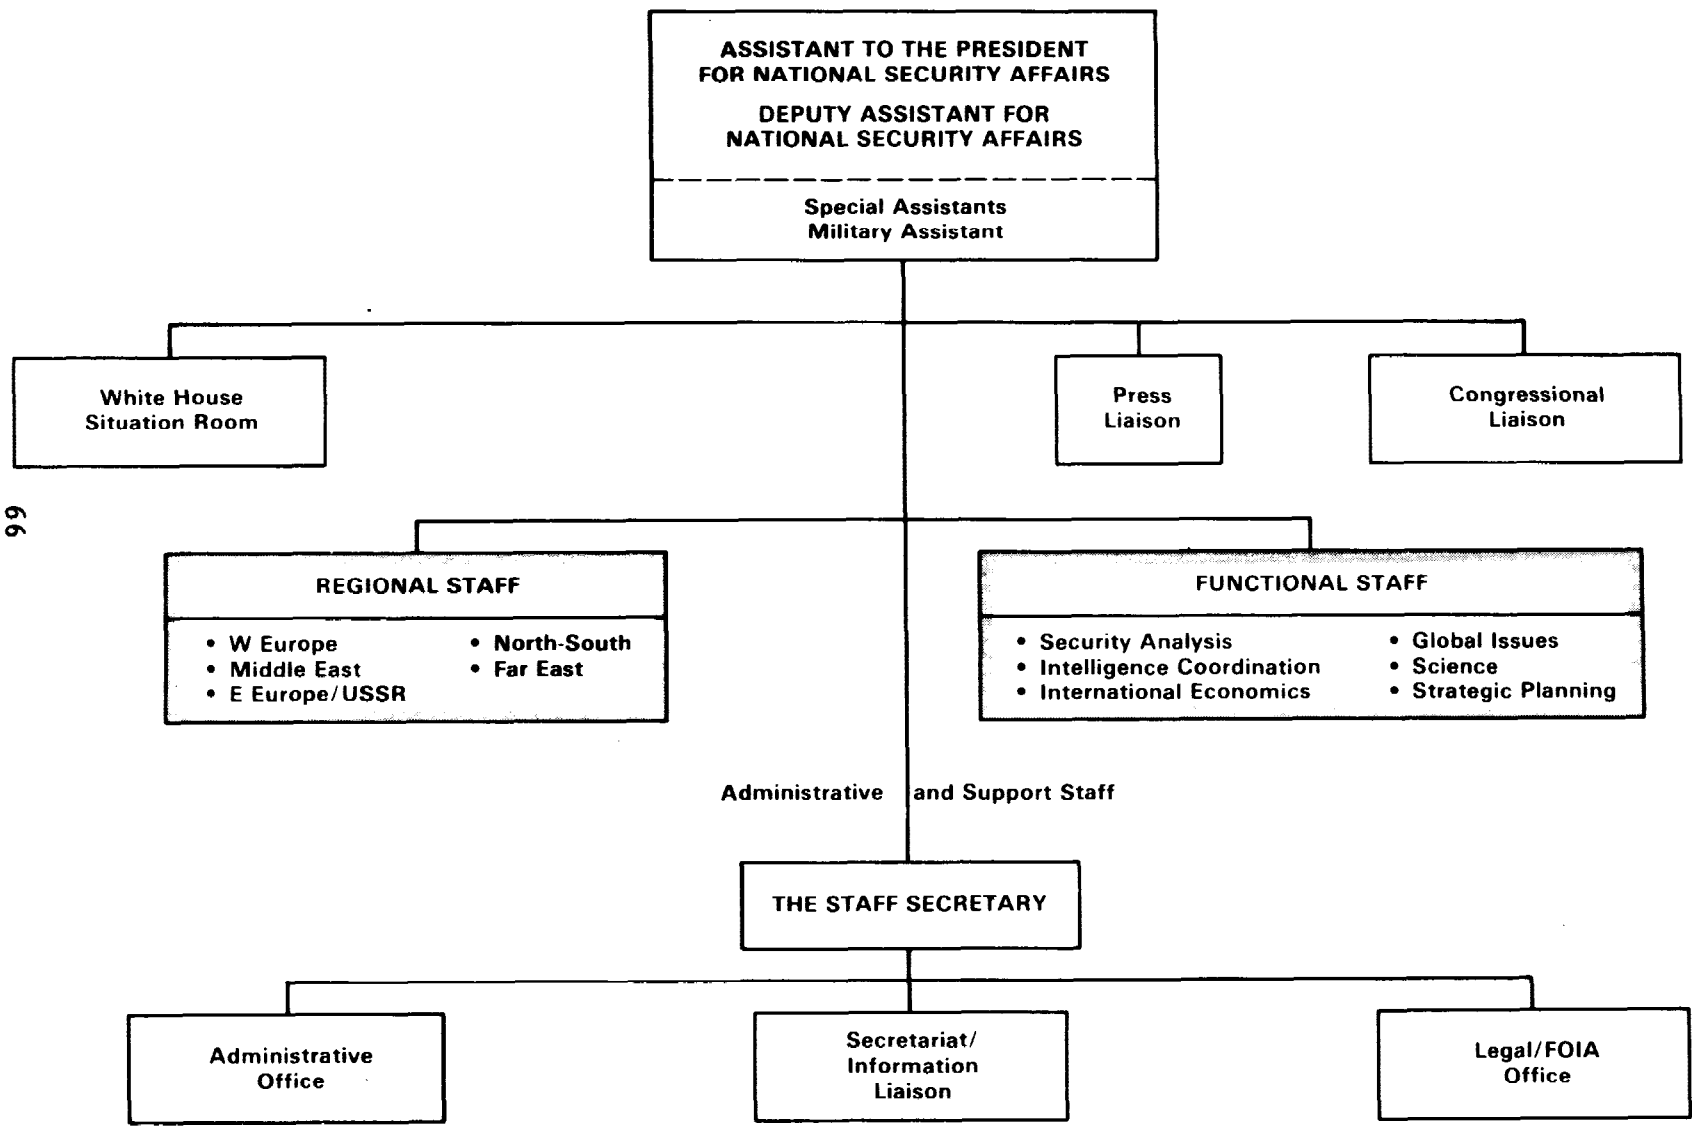 ASSISTANT TO THE PRESIDENT
FOR NATIONAL SECURITY AFFAIRS
DEPUTY ASSISTANT FOR
NATIONAL SECURITY AFFAIRS
Special Assistants
Military Assistant
White House
Situation Room
Press
Liaison
Congressional
Liaison
66
REGIONAL STAFF
• W Europe
• Middle East
• E Europe/USSR
• North-South
• Far East
FUNCTIONAL STAFF
• Security Analysis
• Intelligence Coordination
• International Economics
• Global Issues
• Science
• Strategic Planning
Administrative and Support Staff
THE STAFF SECRETARY
Administrative
Office
Secretariat/
Information
Liaison
Legal/FOIA
Office